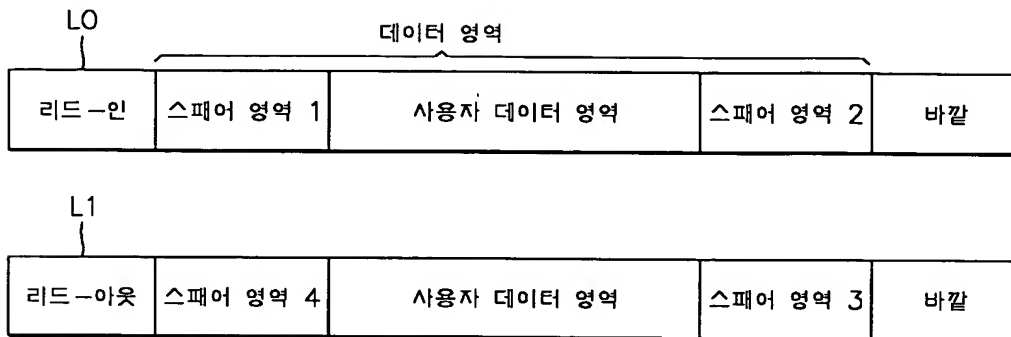 L0
데이터 영역
리드-인 스패어 영역 1 사용자 데이터 영역 스패어 영역 2 바깥
L1
리드-아웃 스패어 영역 4 사용자 데이터 영역 스패어 영역 3 바깥